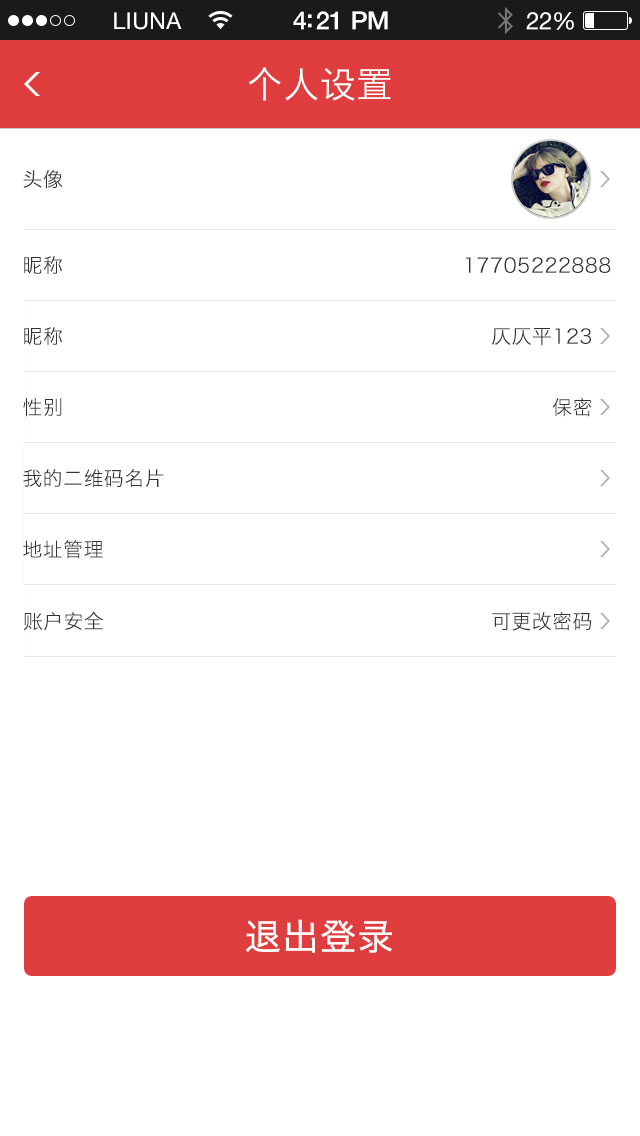 LIUNA 4:21 PM 22%
个人设置
头像
昵称 17705222888
昵称 仄仄平123
性别 保密
我的二维码名片
地址管理
账户安全 可更改密码
退出登录